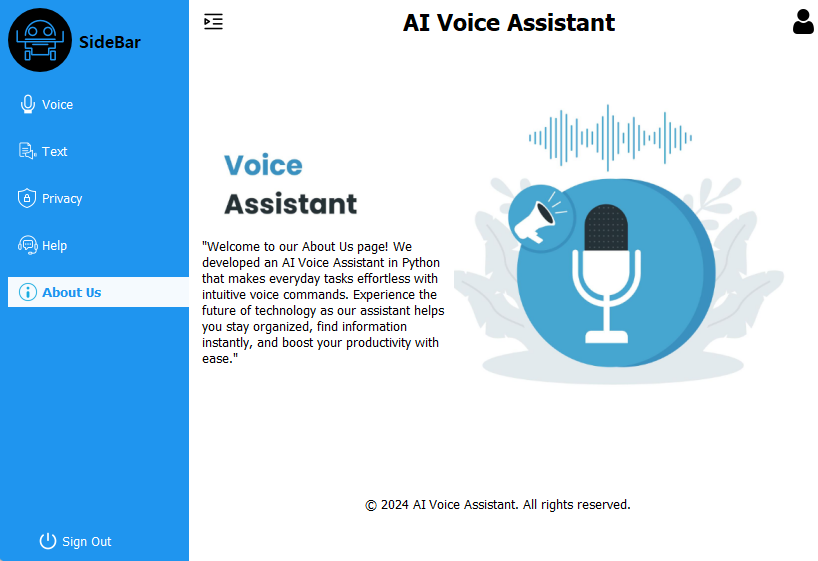 SideBar
Voice
Text
Privacy
Help
About Us
Sign Out
AI Voice Assistant
Voice
Assistant
"Welcome to our About Us page! We
developed an AI Voice Assistant in Python
that makes everyday tasks effortless with
intuitive voice commands. Experience the
future of technology as our assistant helps
you stay organized, find information
instantly, and boost your productivity with
ease."
© 2024 AI Voice Assistant. All rights reserved.